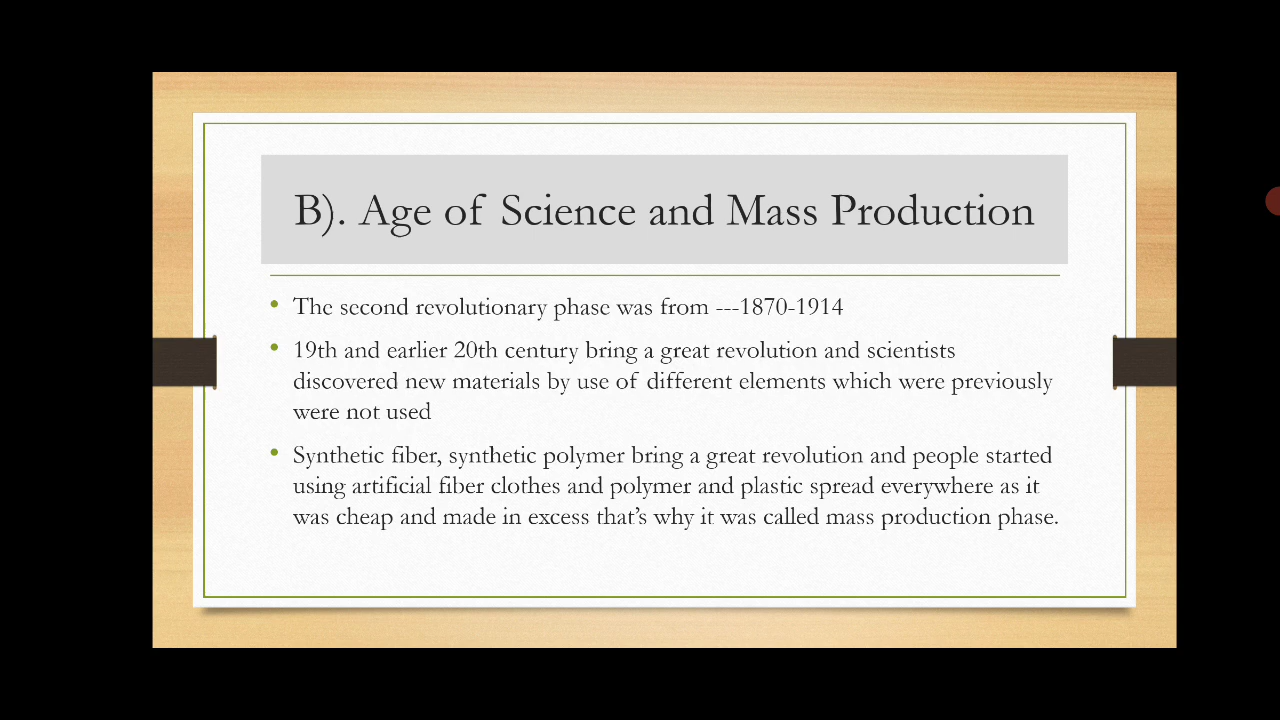 B). Age of Science and Mass Production
The second revolutionary phase was from ---1870-1914
19th and earlier 20th century bring a great revolution and scientists
discovered new materials by use of different elements which were previously
were not used
Synthetic fiber, synthetic polymer bring a great revolution and people started
using artificial fiber clothes and polymer and plastic spread everywhere as it
was cheap and made in excess that’s why it was called mass production phase.